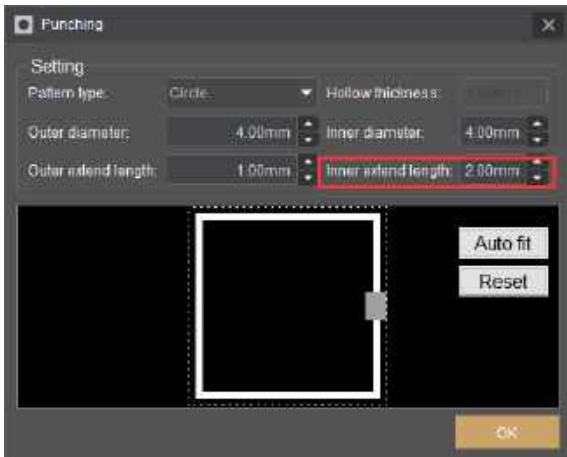 Punching
Setting
Pattern type: Circle Hollow thickness:
Outer diameter: 4.00mm Inner diameter: 4.00mm
Outer extend length: 1.00mm Inner extend length: 2.00mm
Auto fit
Reset
OK